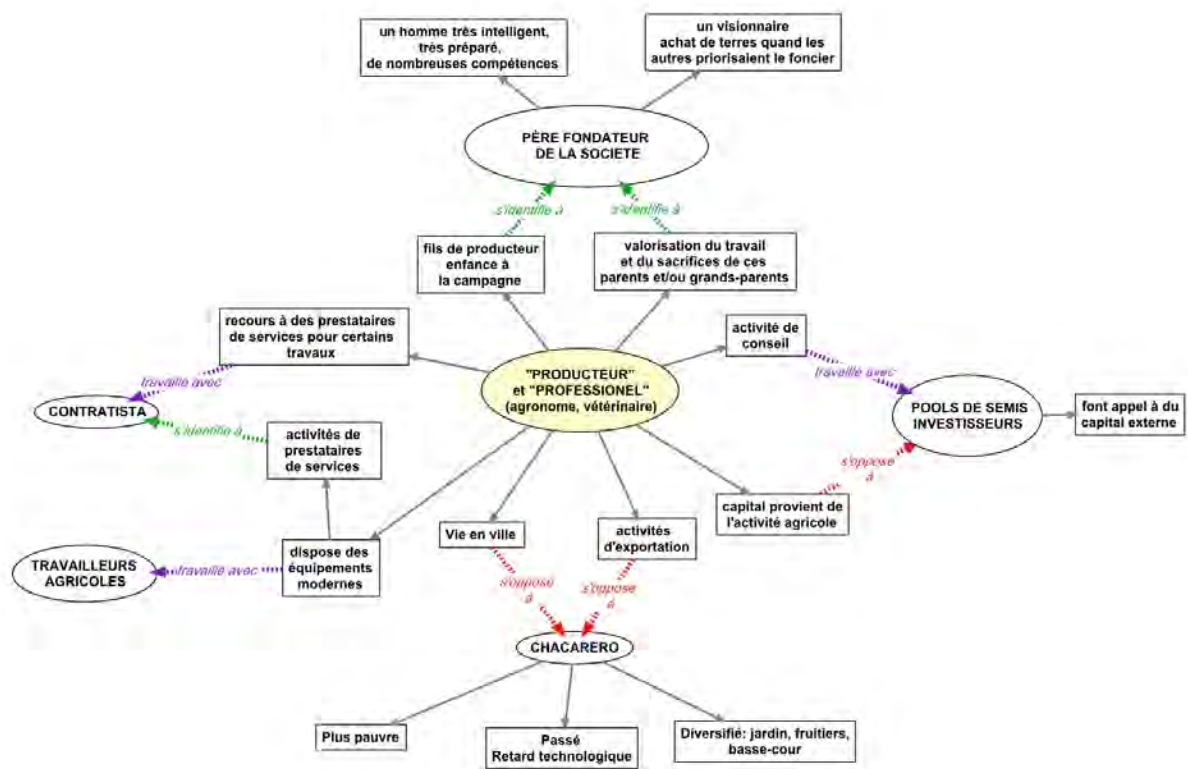 un homme très intelligent,
très préparé,
de nombreuses compétences
un visionnaire
achat de terres quand les
autres priorisaient le foncier
PÈRE FONDATEUR
DE LA SOCIETE
s'identifie à
s'identifie à
fils de producteur
enfance à
la campagne
valorisation du travail
et du sacrifices de ces
parents et/ou grands-parents
recours à des prestataires
de services pour certains
travaux
activité de
conseil
travaille avec
travaille avec
"PRODUCTEUR"
et "PROFESSIONEL"
(agronome, vétérinaire)
CONTRATISTA
POOLS DE SEMIS
INVESTISSEURS
font appel à du
capital externe
s'identifie à
activités de
prestataires
de services
s'oppose
à
capital provient de
l'activité agricole
Vie en ville
activités
d'exportation
TRAVAILLEURS
AGRICOLES
travaille avec
dispose des
équipements
modernes
s'oppose
à
s'oppose
à
CHACARERO
Plus pauvre
Passé
Retard technologique
Diversifié: jardin, fruitiers,
basse-cour